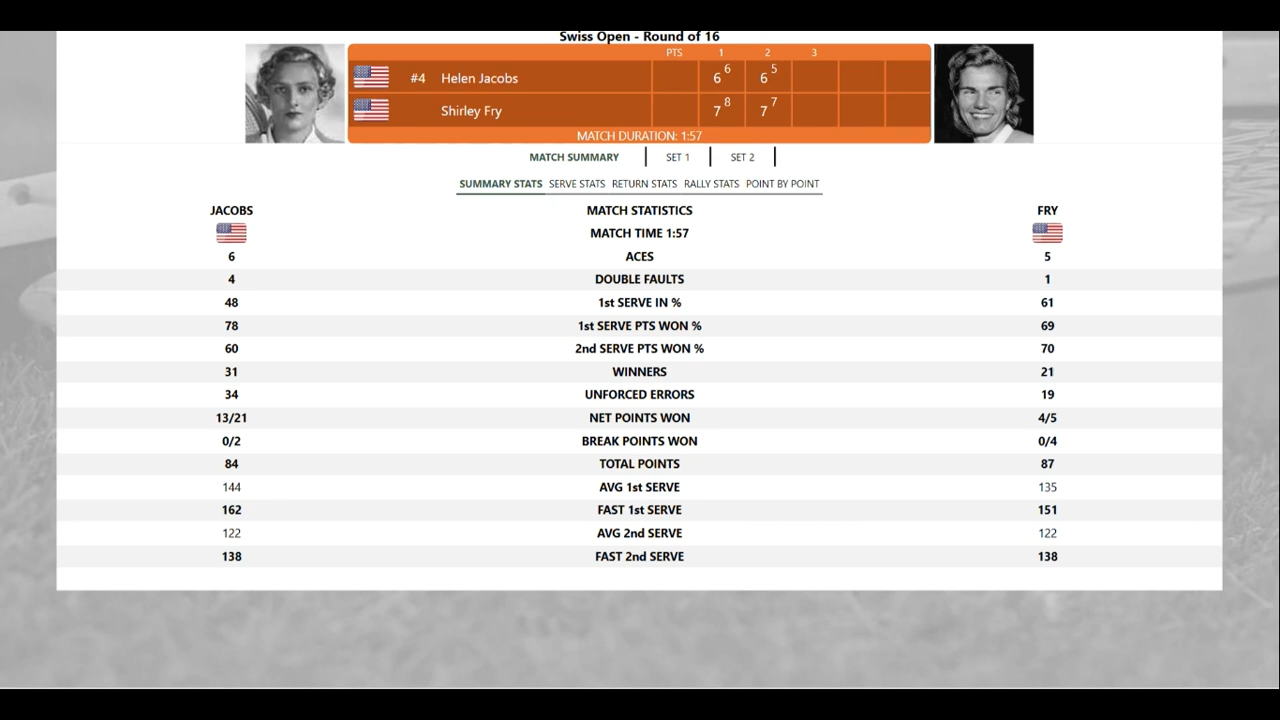 Swiss Open - Round of 16
PTS 1 2 3
#4 Helen Jacobs 6 6 6 5
Shirley Fry 7 8 7 7
MATCH DURATION: 1:57
MATCH SUMMARY SET 1 SET 2
SUMMARY STATS SERVE STATS RETURN STATS RALLY STATS POINT BY POINT
JACOBS MATCH STATISTICS FRY
MATCH TIME 1:57
6 ACES 5
4 DOUBLE FAULTS 1
48 1st SERVE IN % 61
78 1st SERVE PTS WON % 69
60 2nd SERVE PTS WON % 70
31 WINNERS 21
34 UNFORCED ERRORS 19
13/21 NET POINTS WON 4/5
0/2 BREAK POINTS WON 0/4
84 TOTAL POINTS 87
144 AVG 1st SERVE 135
162 FAST 1st SERVE 151
122 AVG 2nd SERVE 122
138 FAST 2nd SERVE 138